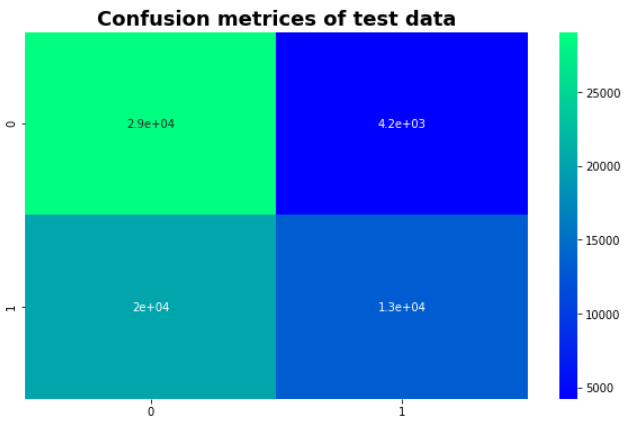 Confusion metrices of test data
0
2.9e+04
4.2e+03
1
2e+04
1.3e+04
0
1
25000
20000
15000
10000
5000